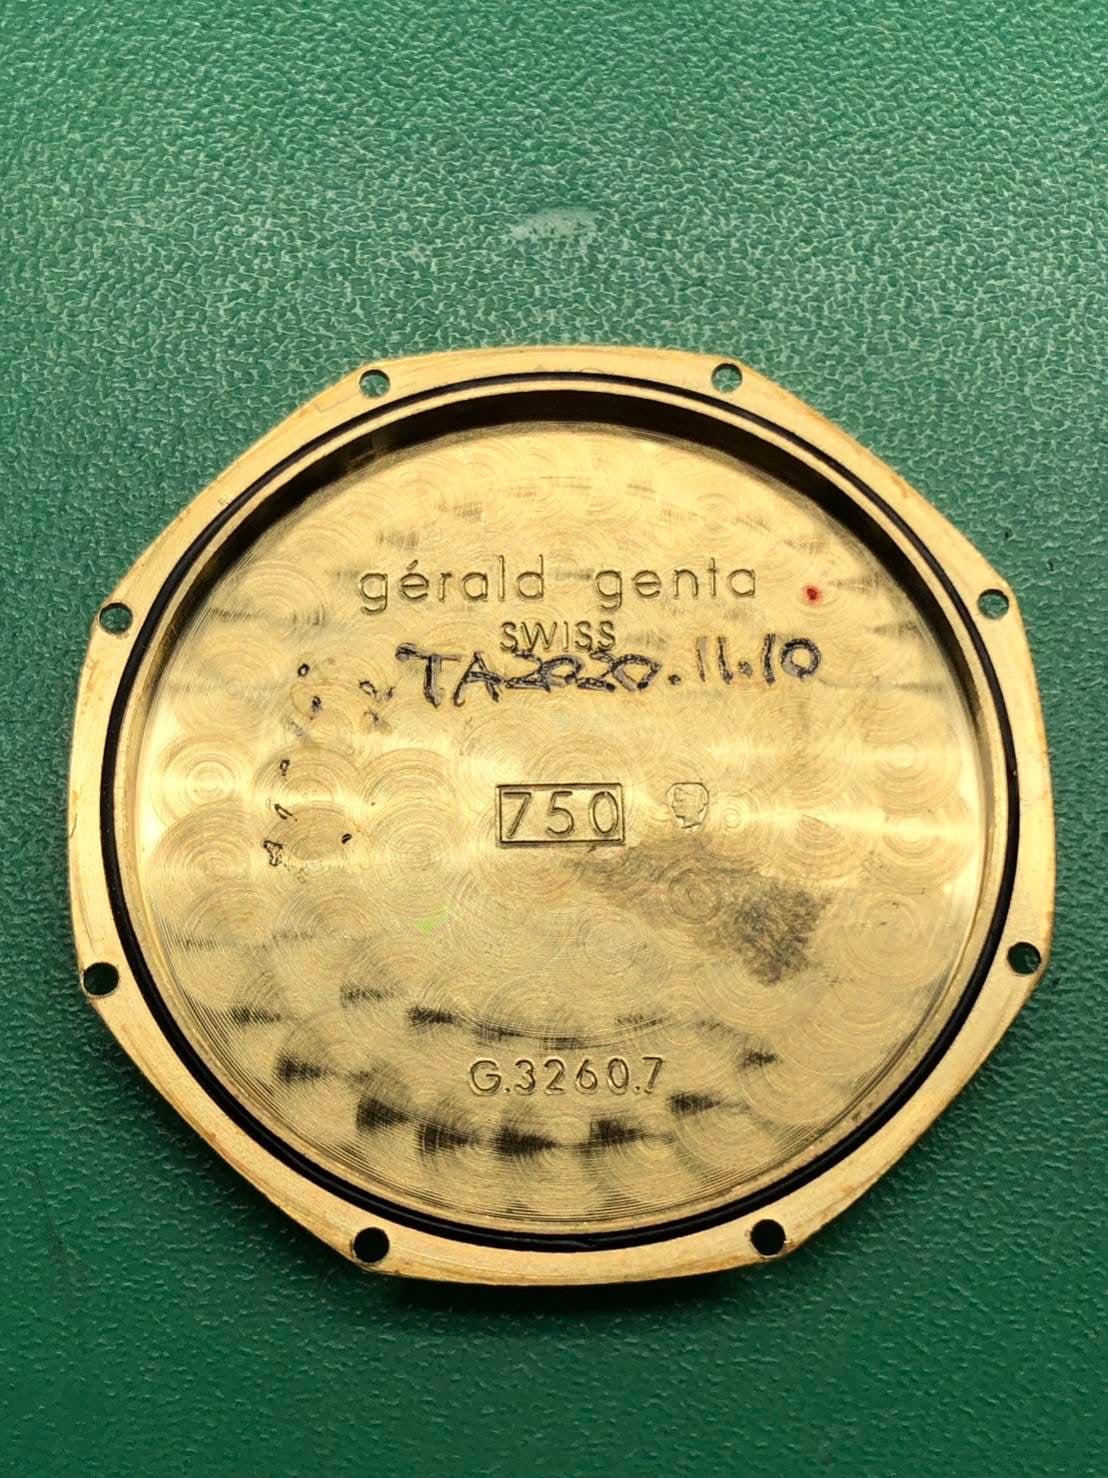 gérald genta
SWISS
TA2020.11.10
750
G.3260.7